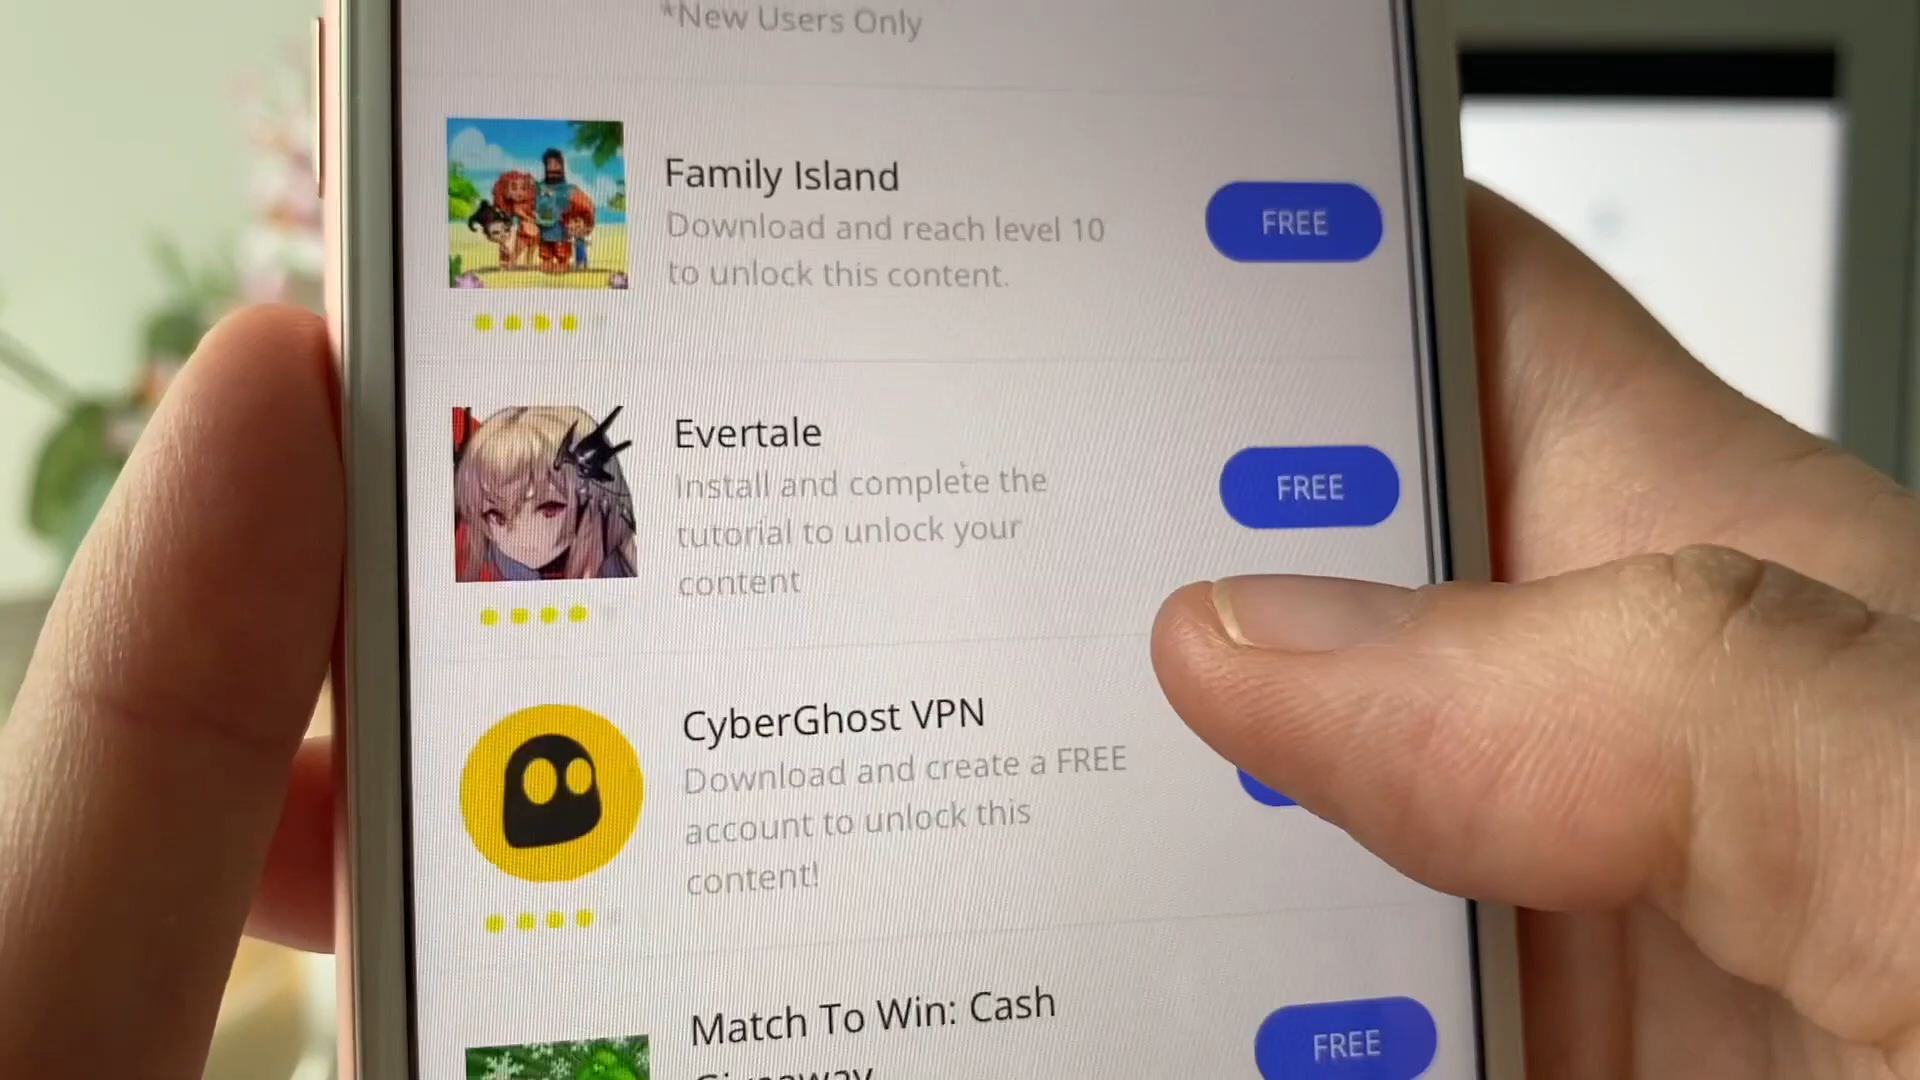 *New Users Only
Family Island
Download and reach level 10
to unlock this content.
FREE
Evertale
Install and complete the
tutorial to unlock your
content
FREE
CyberGhost VPN
Download and create a FREE
account to unlock this
content!
Match To Win: Cash
Giveaway
FREE